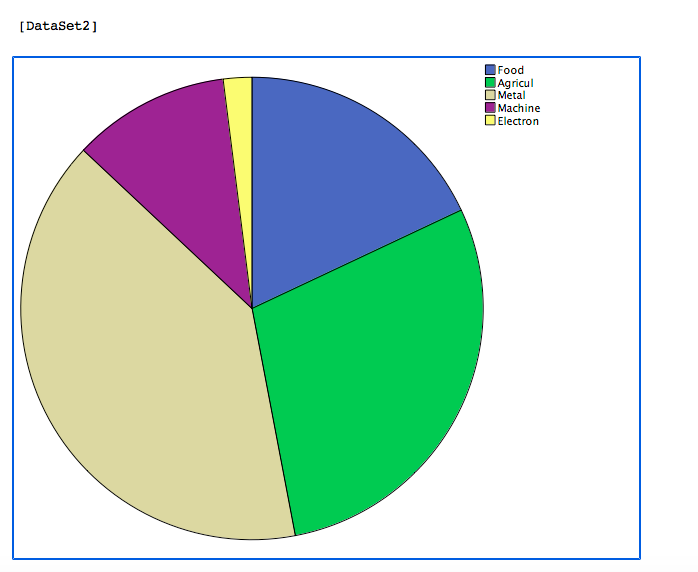 [DataSet2]
Food
Agricul
Metal
Machine
Electron